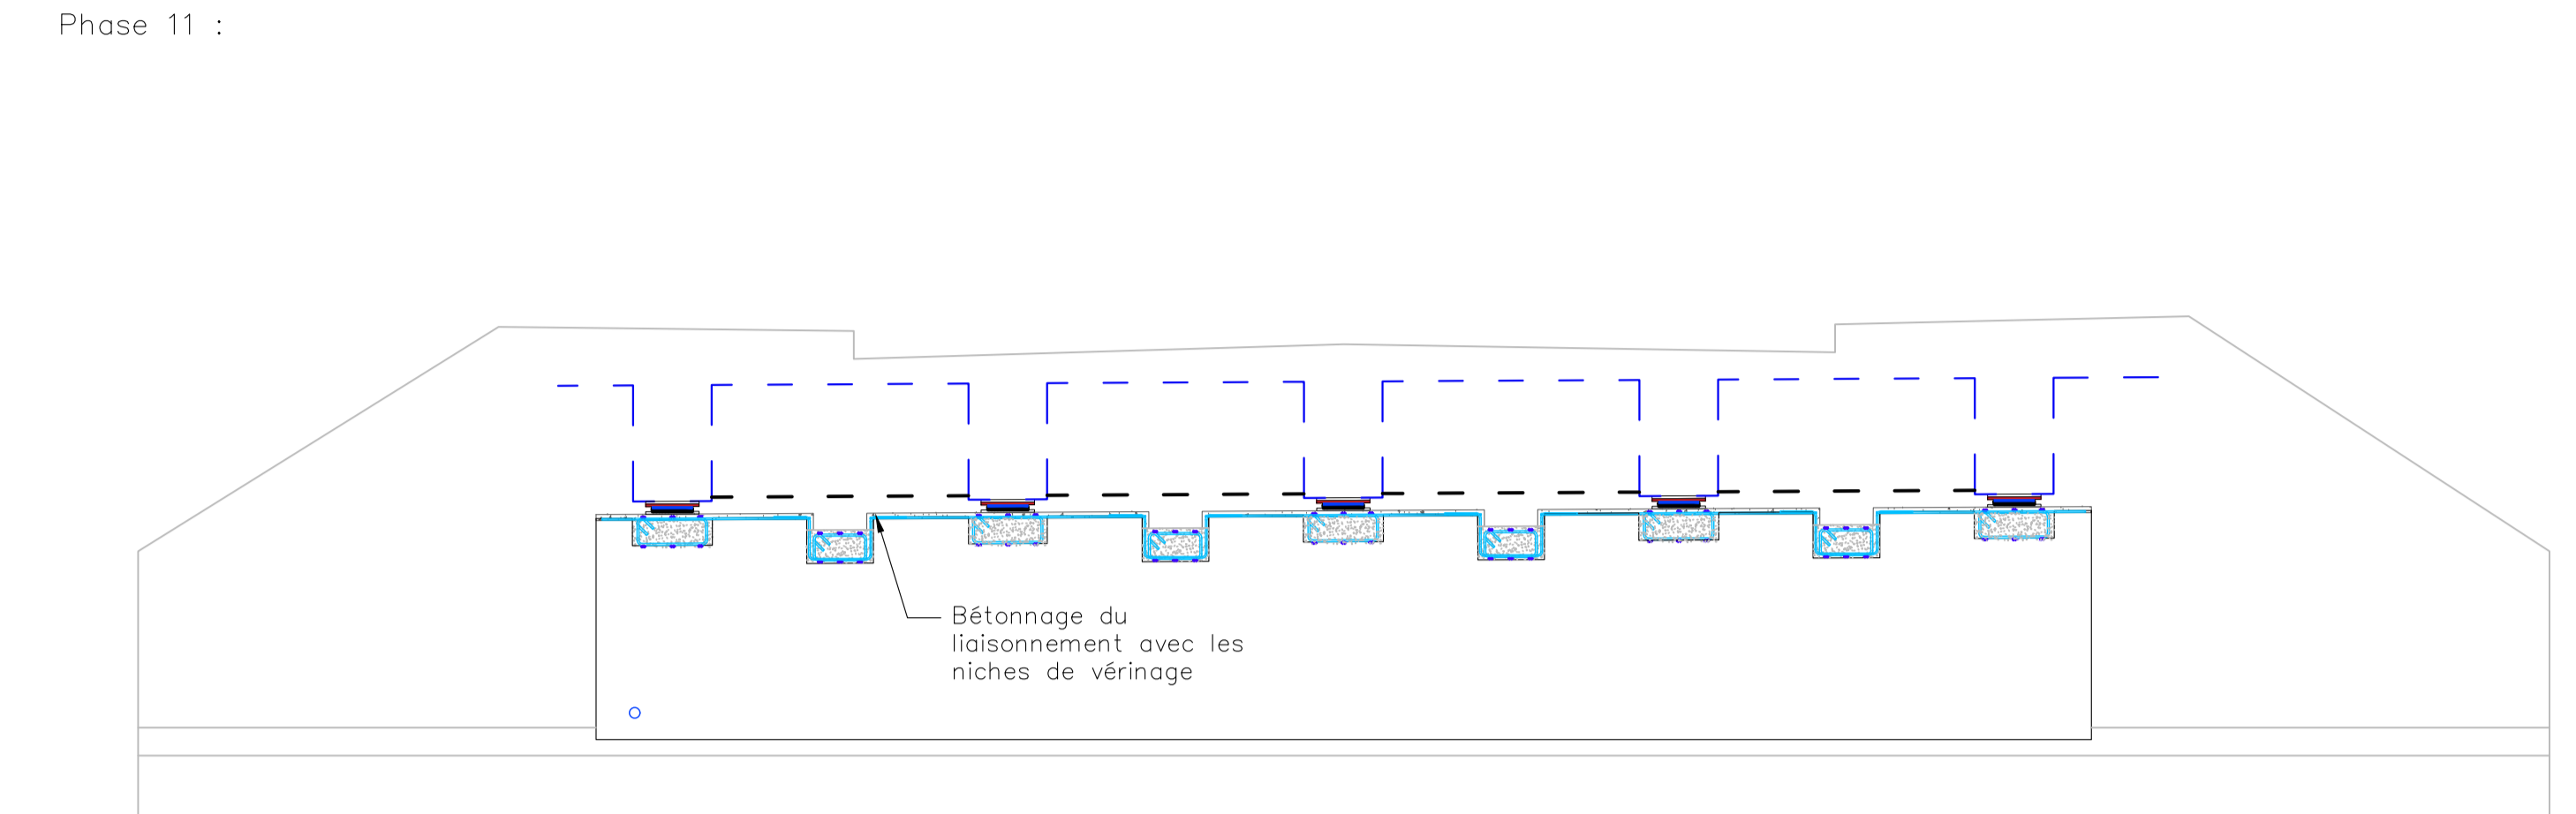 Phase 11 :
Bétonnage du
liaisonnement avec les
niches de vérinage